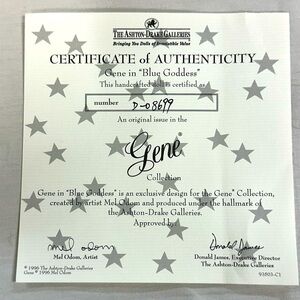 THE ASHTON-DRAKE GALLERIES
Bringing You Dolls of Irresistible Value
CERTIFICATE of AUTHENTICITY
Gene in "Blue Goddess"
This handcrafted doll is certified as
number D-08699
An original issue in the
Gene®
Collection
Gene in "Blue Goddess" is an exclusive design for the Gene® Collection,
created by artist Mel Odom and produced under the hallmark of
the Ashton-Drake Galleries.
Approved by:
Mel Odom
Mel Odom, Artist
Donald James, Executive Director
The Ashton-Drake Galleries
©1996 The Ashton-Drake Galleries
Gene® ©1996 Mel Odom
93503-C1